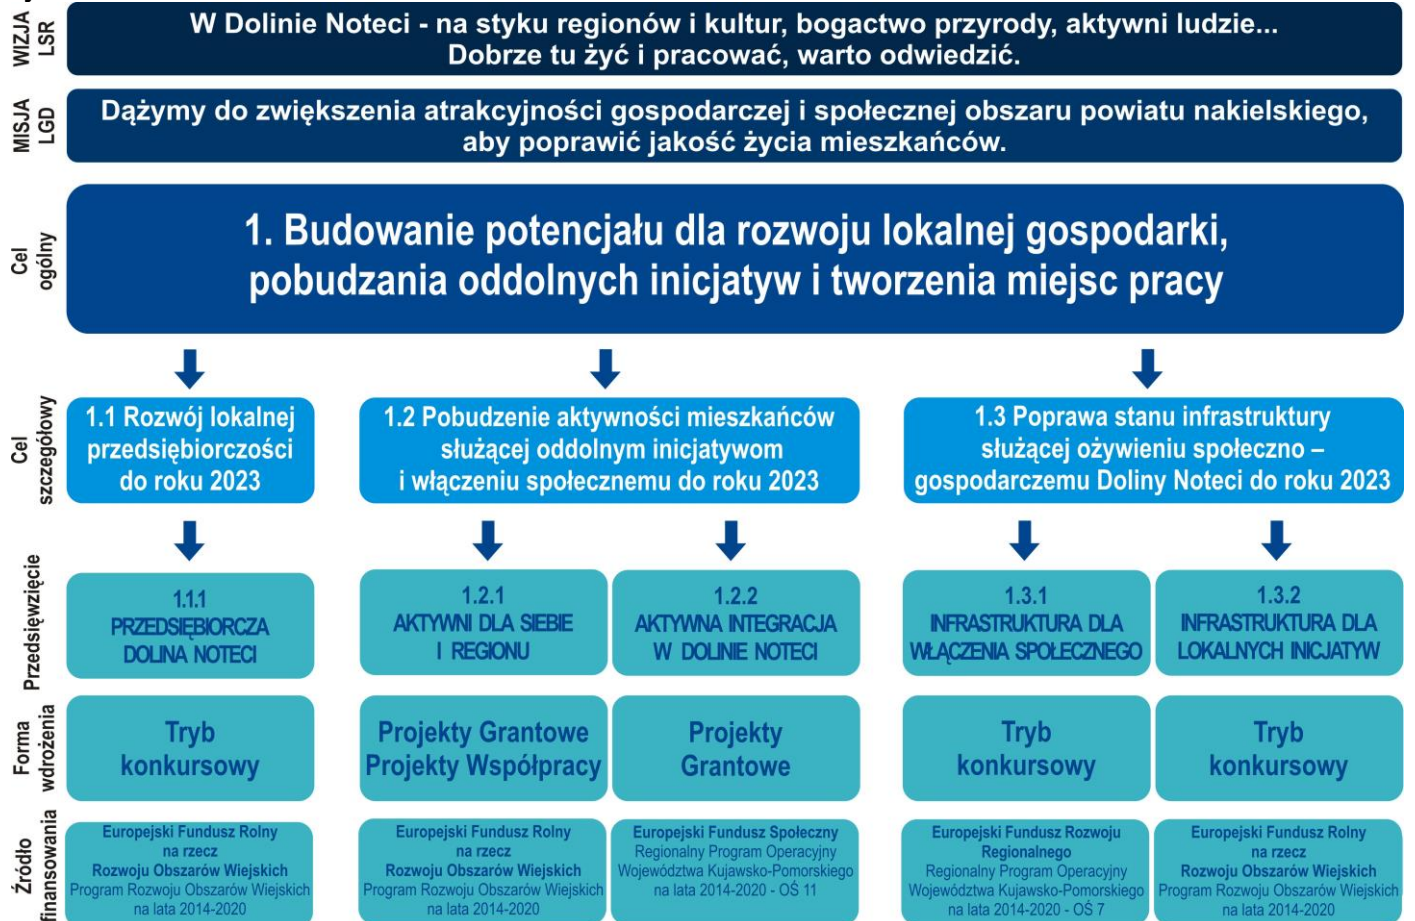 WIZJA
LSR
W Dolinie Noteci - na styku regionów i kultur, bogactwo przyrody, aktywni ludzie...
Dobrze tu żyć i pracować, warto odwiedzić.
MISJA
LGD
Dążymy do zwiększenia atrakcyjności gospodarczej i społecznej obszaru powiatu nakielskiego,
aby poprawić jakość życia mieszkańców.
Cel
ogólny
1. Budowanie potencjału dla rozwoju lokalnej gospodarki,
pobudzania oddolnych inicjatyw i tworzenia miejsc pracy
Cel
szczegółowy
1.1 Rozwój lokalnej
przedsiębiorczości
do roku 2023
1.2 Pobudzenie aktywności mieszkańców
służącej oddolnym inicjatywom
i włączeniu społecznemu do roku 2023
1.3 Poprawa stanu infrastruktury
służącej ożywieniu społeczno –
gospodarczemu Doliny Noteci do roku 2023
Przedsięwzięcie
1.1.1
PRZEDSIĘBIORCZA
DOLINA NOTECI
1.2.1
AKTYWNI DLA SIEBIE
I REGIONU
1.2.2
AKTYWNA INTEGRACJA
W DOLINIE NOTECI
1.3.1
INFRASTRUKTURA DLA
WŁĄCZENIA SPOŁECZNEGO
1.3.2
INFRASTRUKTURA DLA
LOKALNYCH INICJATYW
Forma
wdrożenia
Tryb
konkursowy
Projekty Grantowe
Projekty Współpracy
Projekty
Grantowe
Tryb
konkursowy
Tryb
konkursowy
Źródło
finansowania
Europejski Fundusz Rolny
na rzecz
Rozwoju Obszarów Wiejskich
Program Rozwoju Obszarów Wiejskich
na lata 2014-2020
Europejski Fundusz Rolny
na rzecz
Rozwoju Obszarów Wiejskich
Program Rozwoju Obszarów Wiejskich
na lata 2014-2020
Europejski Fundusz Społeczny
Regionalny Program Operacyjny
Województwa Kujawsko-Pomorskiego
na lata 2014-2020 - OŚ 11
Europejski Fundusz Rozwoju
Regionalnego
Regionalny Program Operacyjny
Województwa Kujawsko-Pomorskiego
na lata 2014-2020 - OŚ 7
Europejski Fundusz Rolny
na rzecz
Rozwoju Obszarów Wiejskich
Program Rozwoju Obszarów Wiejskich
na lata 2014-2020